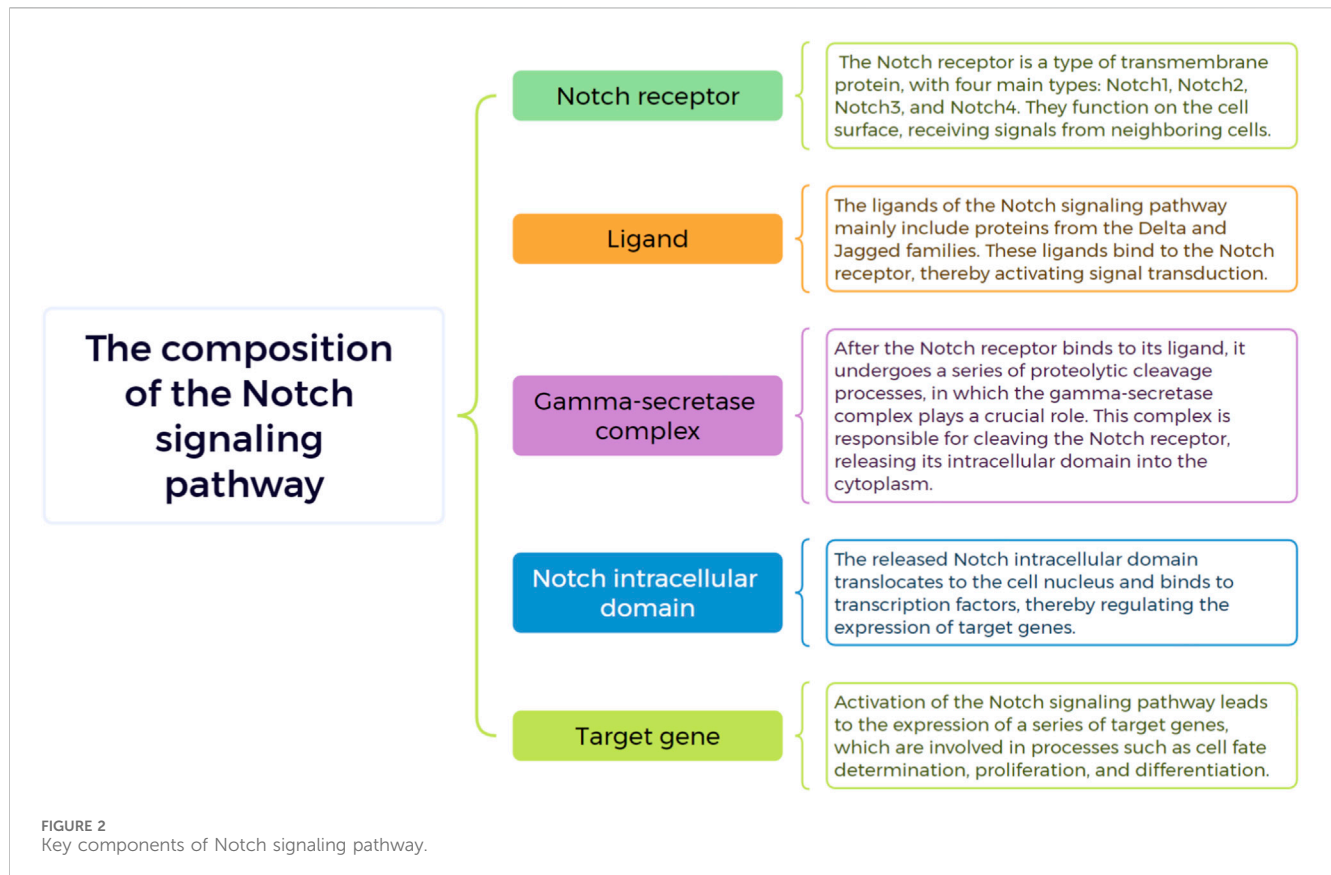 The composition
of the Notch
signaling
pathway
Notch receptor
The Notch receptor is a type of transmembrane
protein, with four main types: Notch1, Notch2,
Notch3, and Notch4. They function on the cell
surface, receiving signals from neighboring cells.
Ligand
The ligands of the Notch signaling pathway
mainly include proteins from the Delta and
Jagged families. These ligands bind to the Notch
receptor, thereby activating signal transduction.
Gamma-secretase
complex
After the Notch receptor binds to its ligand, it
undergoes a series of proteolytic cleavage
processes, in which the gamma-secretase
complex plays a crucial role. This complex is
responsible for cleaving the Notch receptor,
releasing its intracellular domain into the
cytoplasm.
Notch intracellular
domain
The released Notch intracellular domain
translocates to the cell nucleus and binds to
transcription factors, thereby regulating the
expression of target genes.
Target gene
Activation of the Notch signaling pathway leads
to the expression of a series of target genes,
which are involved in processes such as cell fate
determination, proliferation, and differentiation.
FIGURE 2
Key components of Notch signaling pathway.